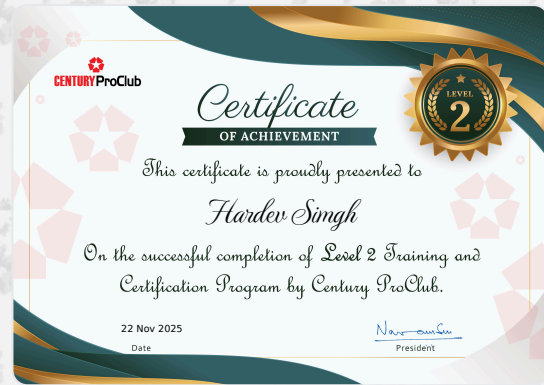 CENTURY ProClub
LEVEL
2
Certificate
OF ACHIEVEMENT
This certificate is proudly presented to
Hardev Simgh
On the successful completion of Level 2 Training and
Certification Program by Century ProClub.
22 Nov 2025
Date
President